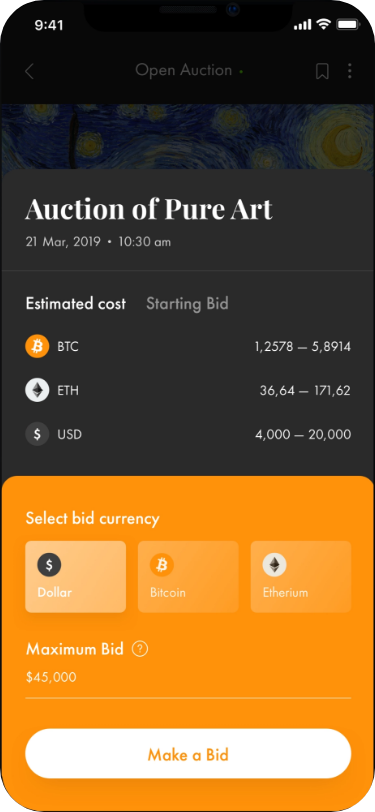 9:41
Open Auction
Auction of Pure Art
21 Mar, 2019 • 10:30 am
Estimated cost Starting Bid
BTC 1,2578 — 5,8914
ETH 36,64 — 171,62
$ USD 4,000 — 20,000
Select bid currency
$
Dollar Bitcoin Etherium
Maximum Bid ?
$45,000
Make a Bid